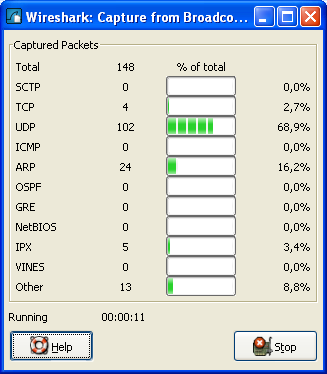 Wireshark: Capture from Broadco...
Captured Packets
Total 148 % of total
SCTP 0 0,0%
TCP 4 2,7%
UDP 102 68,9%
ICMP 0 0,0%
ARP 24 16,2%
OSPF 0 0,0%
GRE 0 0,0%
NetBIOS 0 0,0%
IPX 5 3,4%
VINES 0 0,0%
Other 13 8,8%
Running 00:00:11
Help Stop